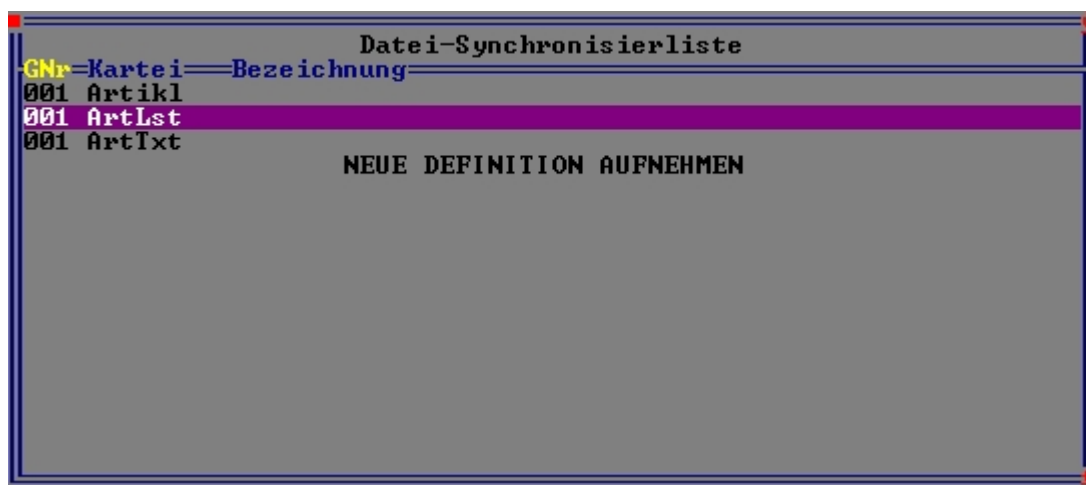 Datei-Synchronisierliste
GNr Kartei Bezeichnung
001 Artikl
001 ArtLst
001 ArtTxt
NEUE DEFINITION AUFNEHMEN